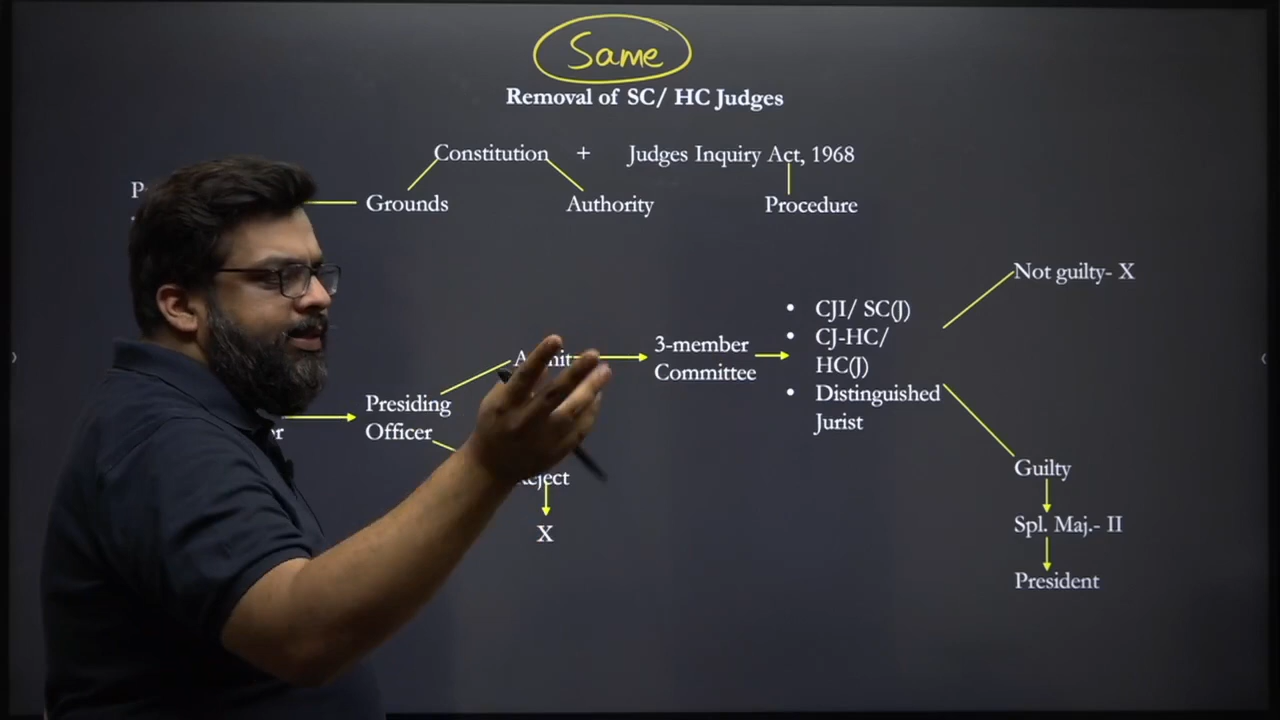 Same
Removal of SC/ HC Judges
Constitution + Judges Inquiry Act, 1968
Grounds Authority Procedure
Not guilty- X
CJI/ SC(J)
CJ-HC/
HC(J)
Distinguished
Jurist
3-member
Committee
Presiding
Officer
Guilty
X
Spl. Maj.- II
President